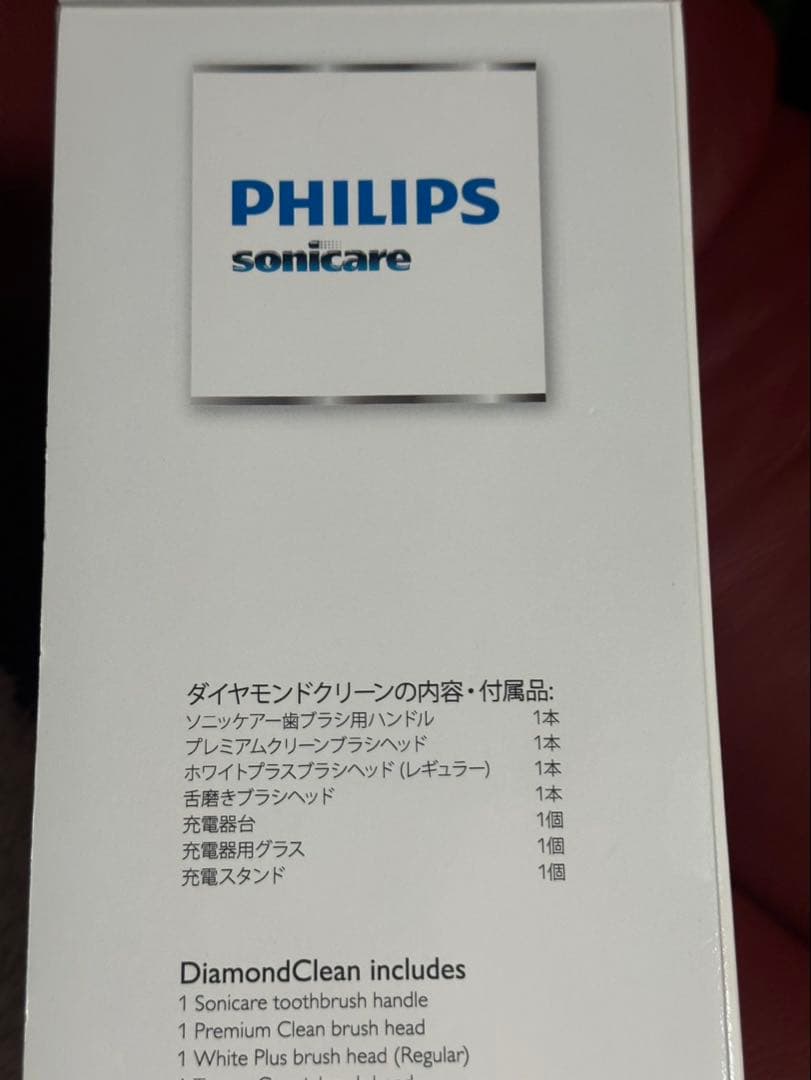 PHILIPS
sonicare
ダイヤモンドクリーンの内容・付属品:
ソニッケアー歯ブラシ用ハンドル 1本
プレミアムクリーンブラシヘッド 1本
ホワイトプラスブラシヘッド (レギュラー) 1本
舌磨きブラシヘッド 1本
充電器台 1個
充電器用グラス 1個
充電スタンド 1個
DiamondClean includes
1 Sonicare toothbrush handle
1 Premium Clean brush head
1 White Plus brush head (Regular)